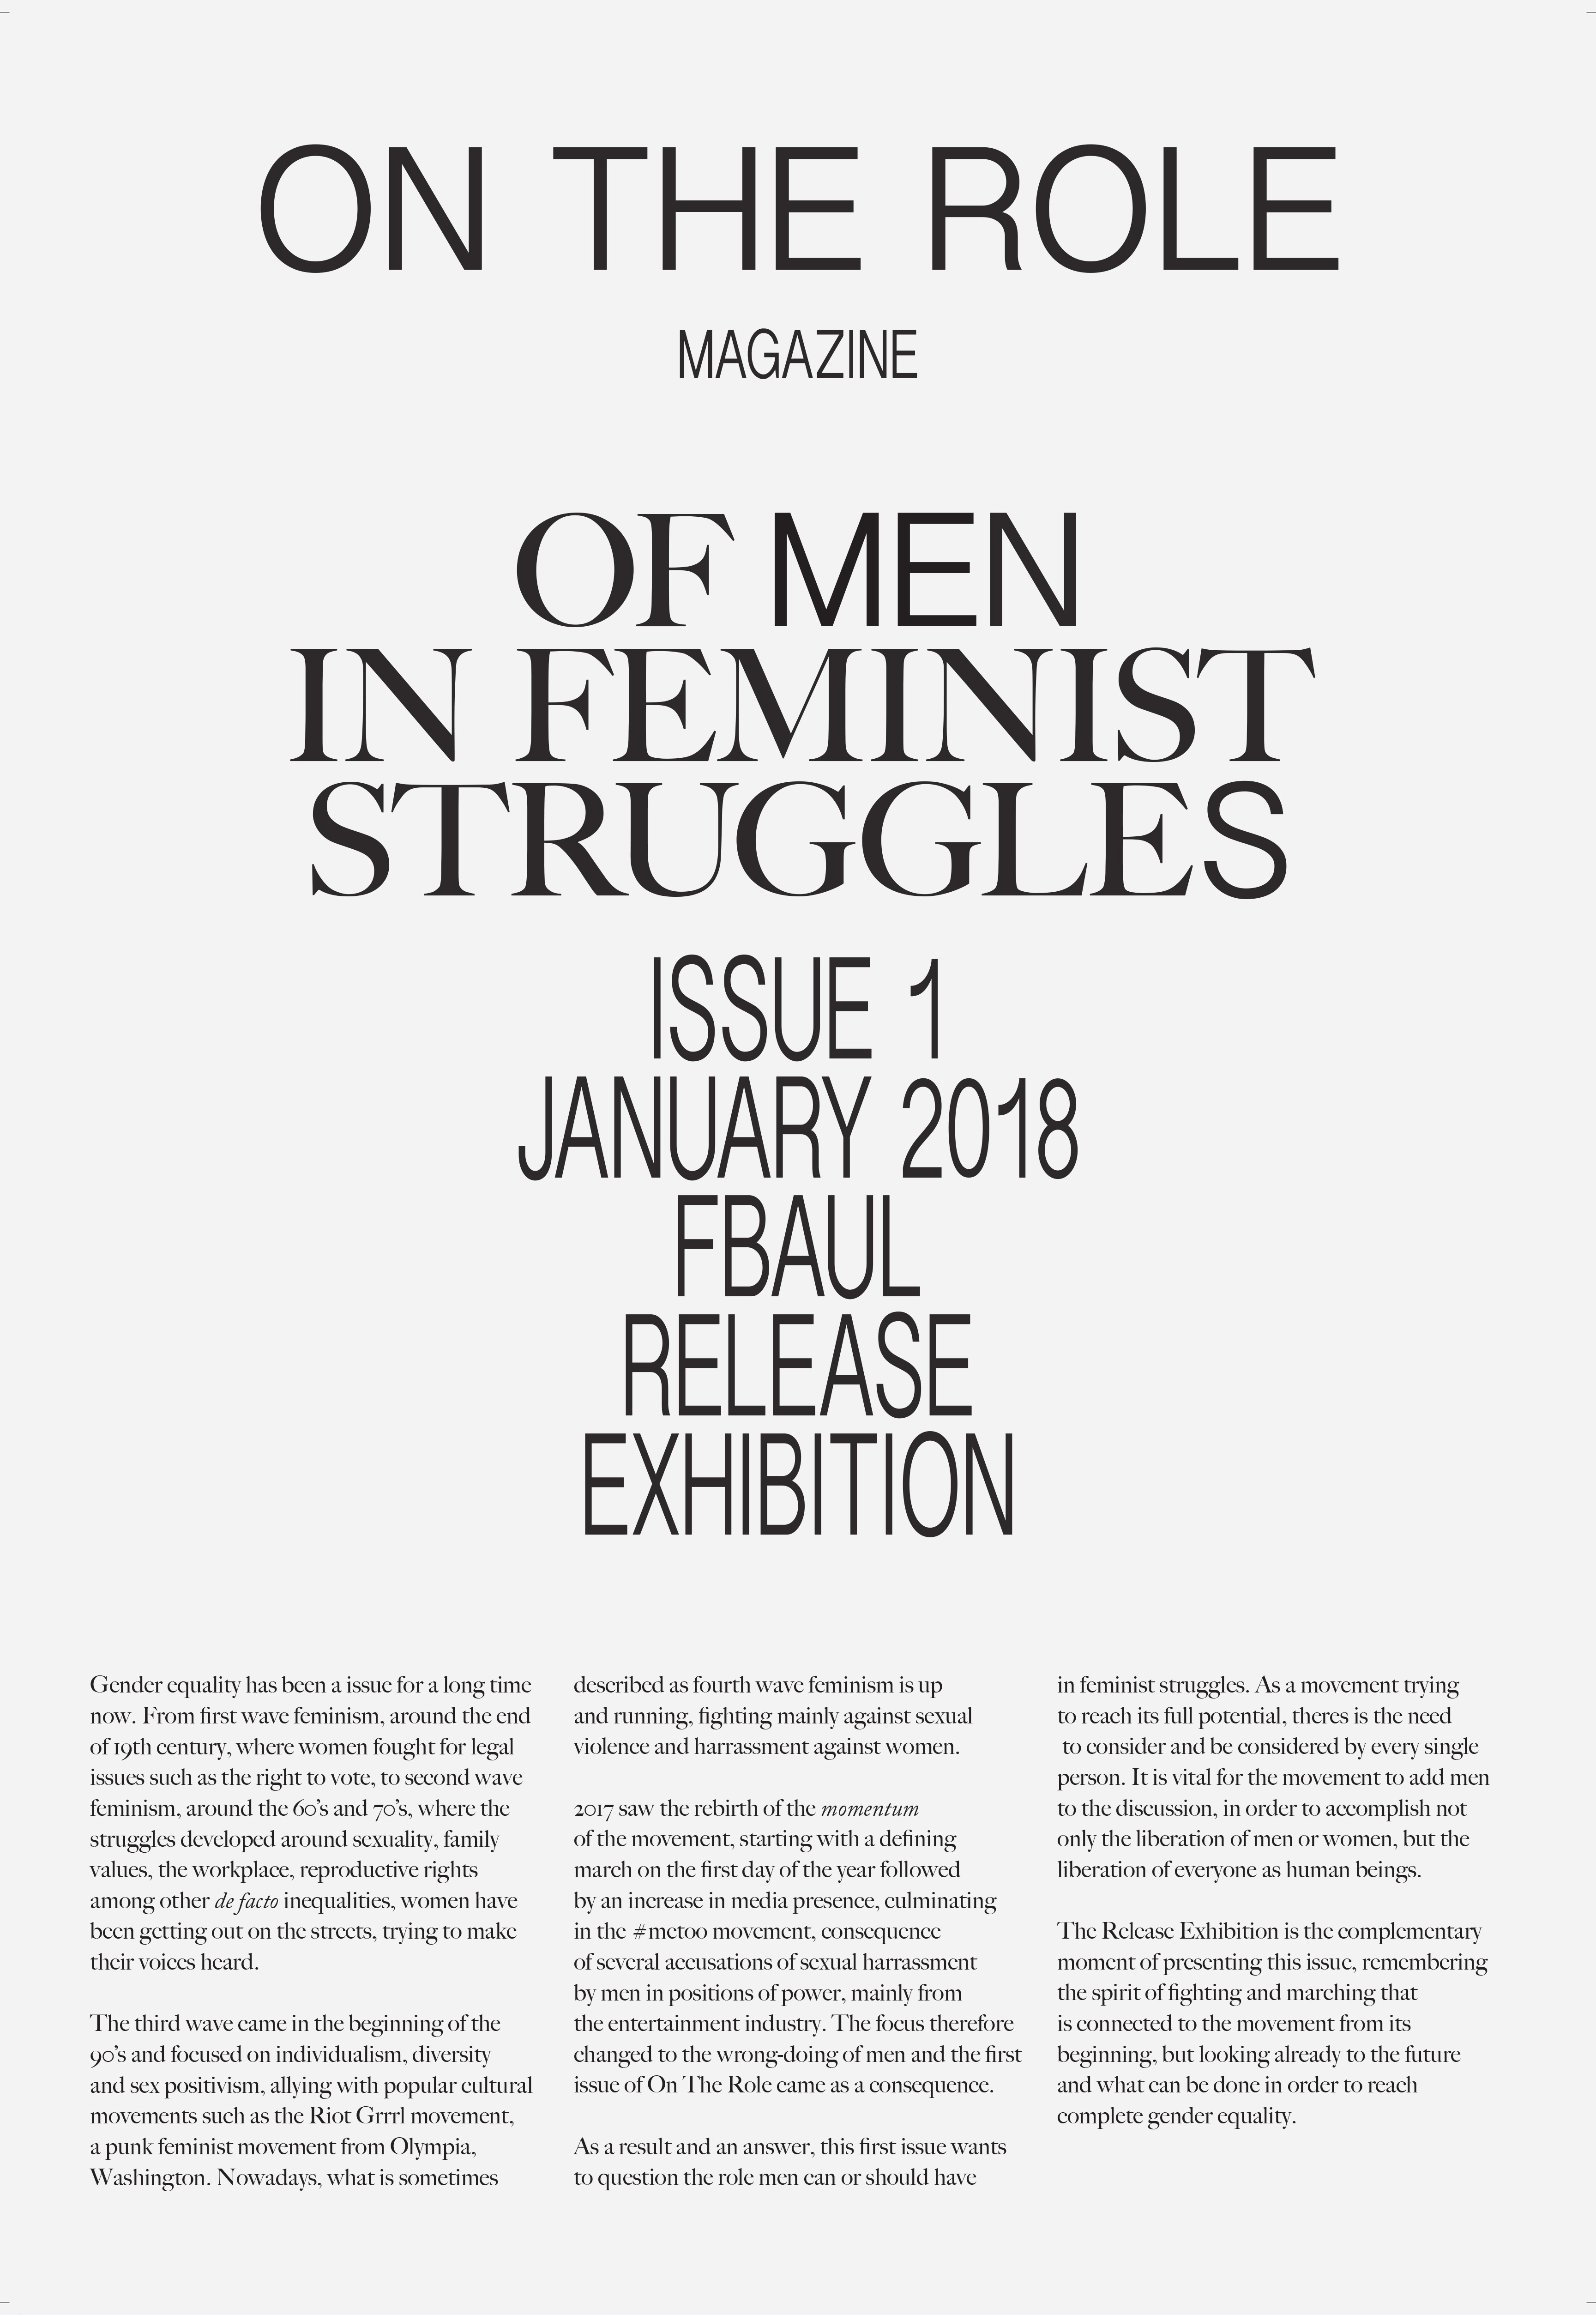 ON THE ROLE
MAGAZINE
OF MEN
IN FEMINIST
STRUGGLES
ISSUE 1
JANUARY 2018
FBAUL
RELEASE
EXHIBITION
Gender equality has been a issue for a long time
now. From first wave feminism, around the end
of 19th century, where women fought for legal
issues such as the right to vote, to second wave
feminism, around the 60’s and 70’s, where the
struggles developed around sexuality, family
values, the workplace, reproductive rights
among other de facto inequalities, women have
been getting out on the streets, trying to make
their voices heard.
The third wave came in the beginning of the
90’s and focused on individualism, diversity
and sex positivism, allying with popular cultural
movements such as the Riot Grrrl movement,
a punk feminist movement from Olympia,
Washington. Nowadays, what is sometimes
described as fourth wave feminism is up
and running, fighting mainly against sexual
violence and harrassment against women.
2017 saw the rebirth of the momentum
of the movement, starting with a defining
march on the first day of the year followed
by an increase in media presence, culminating
in the #metoo movement, consequence
of several accusations of sexual harrassment
by men in positions of power, mainly from
the entertainment industry. The focus therefore
changed to the wrong-doing of men and the first
issue of On The Role came as a consequence.
As a result and an answer, this first issue wants
to question the role men can or should have
in feminist struggles. As a movement trying
to reach its full potential, theres is the need
to consider and be considered by every single
person. It is vital for the movement to add men
to the discussion, in order to accomplish not
only the liberation of men or women, but the
liberation of everyone as human beings.
The Release Exhibition is the complementary
moment of presenting this issue, remembering
the spirit of fighting and marching that
is connected to the movement from its
beginning, but looking already to the future
and what can be done in order to reach
complete gender equality.